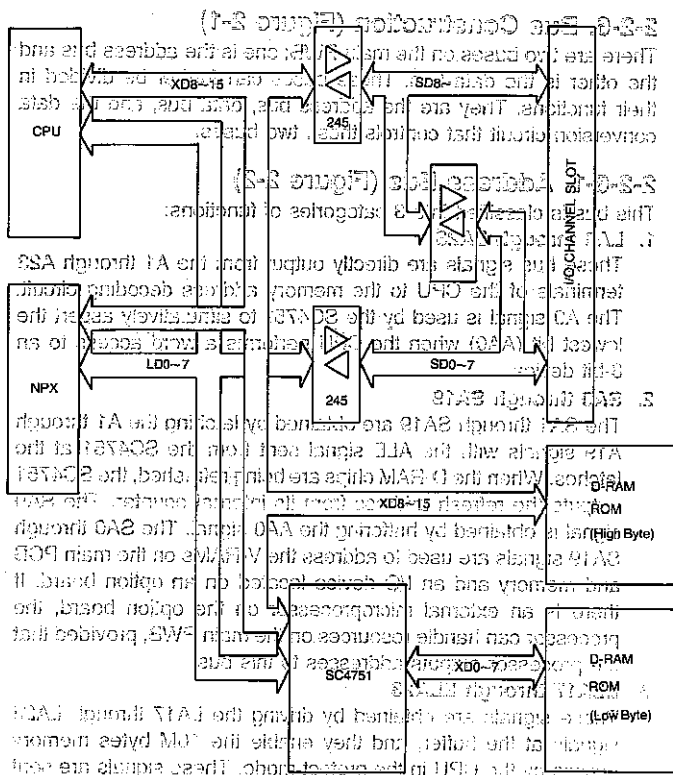 2-2-6. Bus Construction (Figure 2-1)
There are two buses on the main one is the address bus and
the other is the data be divided in
their functions. They are the address bus, data bus, and the data
conversion circuit that controls these two buses.
2-2-6-1. Address Bus (Figure 2-2)
This bus is classified 3 categories of functions:
1. through
These bus signals are directly output from the A1 through A23
terminals of the CPU to the memory address decoding circuit.
The A0 signal is used by the SC4751 to assert the
lowest bit (AA0) when the performs a word access to an
8-bit device.
2. SA0 through SA19
The SA1 through SA19 are obtained by latching the A1 through
A19 signals with the ALE signal sent from the SC4751 at the
latches. When the D-RAM chips are being refreshed, the SC4751
outputs the refresh from its internal counter. The SA0
signal is obtained by buffering the AA0 signal. The SA0 through
SA19 signals are used to address the V-RAMs on the main PCB
and memory and an I/O device located on an option board. If
there is an external microprocessor on the option board, the
processor can handle resources on the main PWB, provided that
the processor outputs addresses to this bus.
through
These signals are obtained by driving the LA17 through LA23
signals at the buffer, and they enable the 16M bytes memory
by the CPU in the protect-mode. These signals are sent
CPU
XD8~15
245
SD8~
I/O CHANNEL SLOT
245
NPX
LD0~7
245
SD0~7
XD8~15
D-RAM
ROM
(High Byte)
SC4751
XD0~7
D-RAM
ROM
(Low Byte)